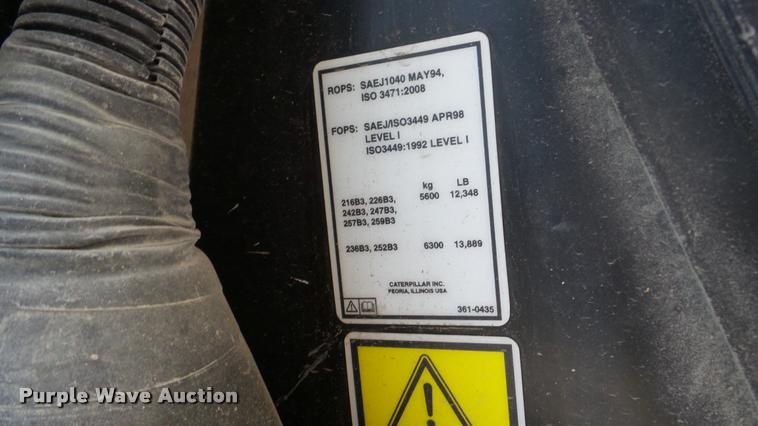 ROPS: SAEJ1040 MAY94,
ISO 3471:2008
FOPS: SAEJ/ISO3449 APR98
LEVEL I
ISO3449:1992 LEVEL I
kg LB
216B3, 226B3, 5600 12,348
242B3, 247B3,
257B3, 259B3
236B3, 252B3 6300 13,889
CATERPILLAR INC.
PEORIA, ILLINOIS USA
361-0435
Purple Wave Auction®